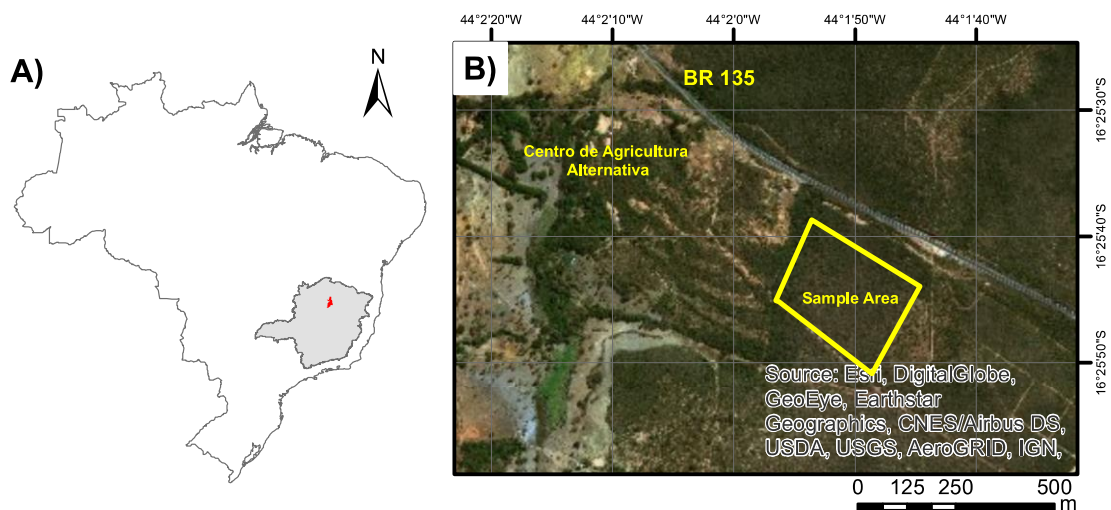 A)
N
B)
44°2'20"W
44°2'10"W
44°2'0"W
44°1'50"W
44°1'40"W
BR 135
Centro de Agricultura
Alternativa
Sample Area
16°25'30"S
16°25'40"S
16°25'50"S
Source: Esri, DigitalGlobe,
GeoEye, Earthstar
Geographics, CNES/Airbus DS,
USDA, USGS, AeroGRID, IGN,
0 125 250 500
m